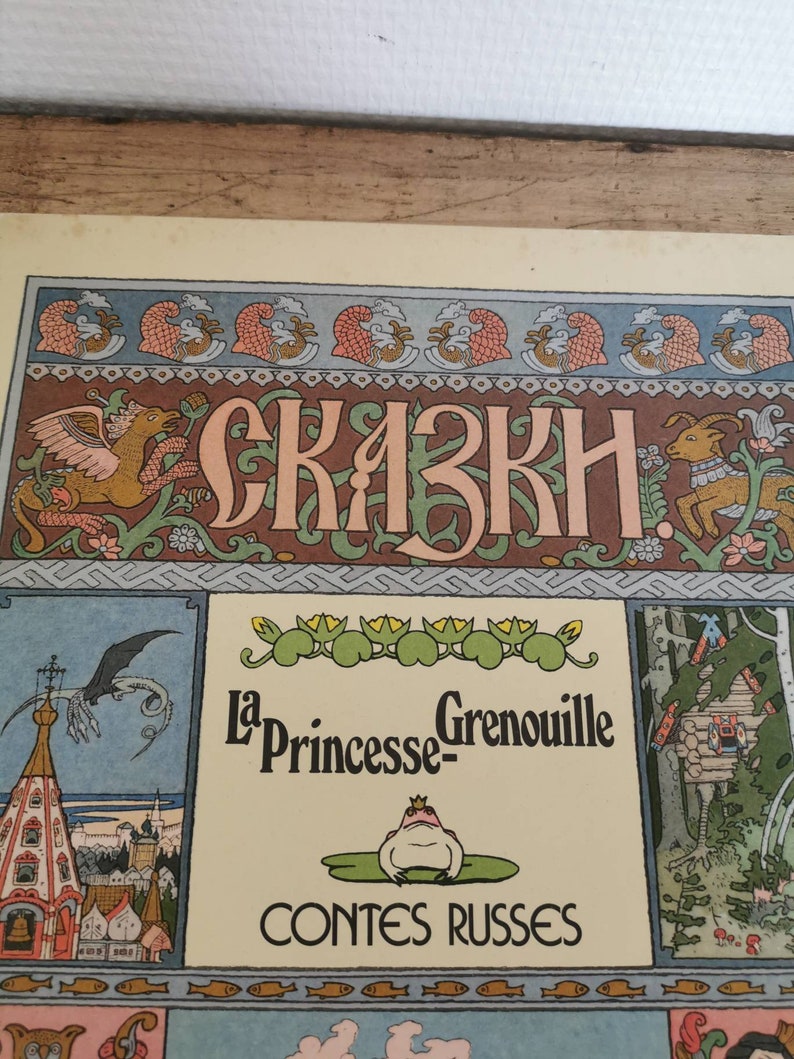 СКАЗКИ.
La Princesse-Grenouille
CONTES RUSSES